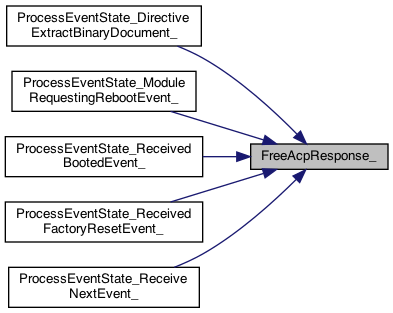 ProcessEventState_Directive
ExtractBinaryDocument_
ProcessEventState_Module
RequestingRebootEvent_
ProcessEventState_Received
BootedEvent_
FreeAcpResponse_
ProcessEventState_Received
FactoryResetEvent_
ProcessEventState_Receive
NextEvent_